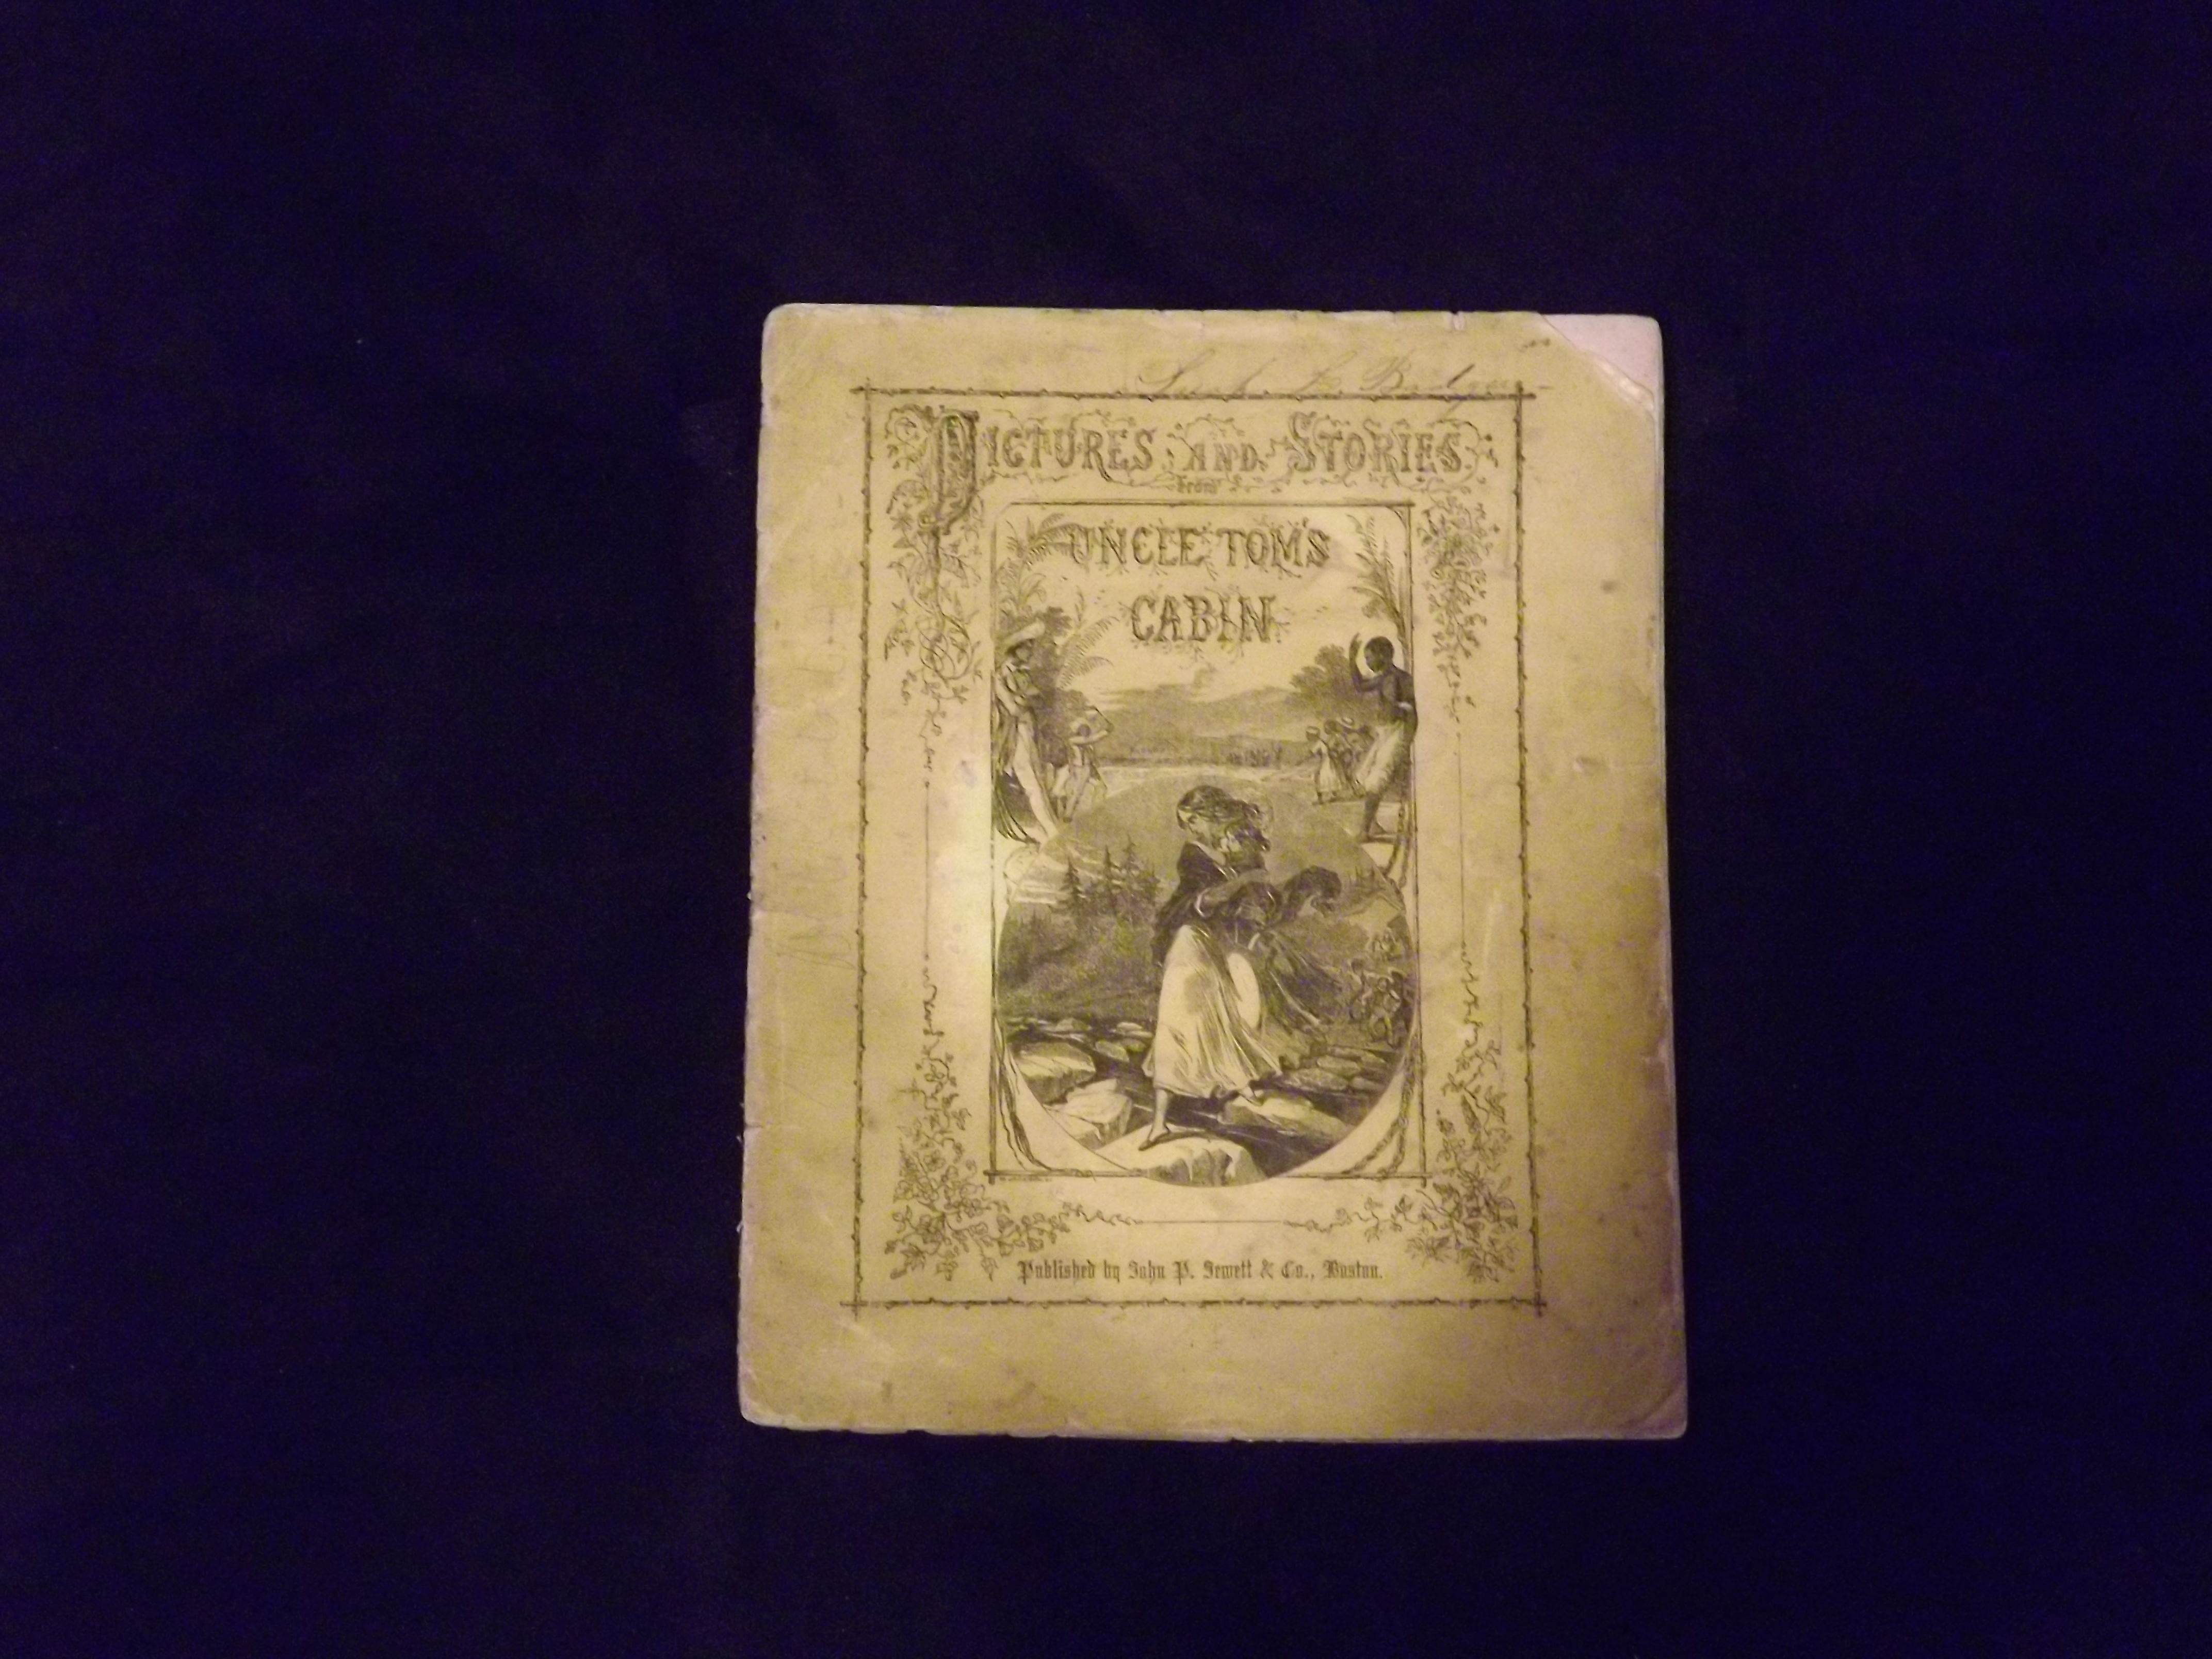 PICTURES AND STORIES
From
UNCLE TOM'S
CABIN
Published by John P. Jewett & Co., Boston.